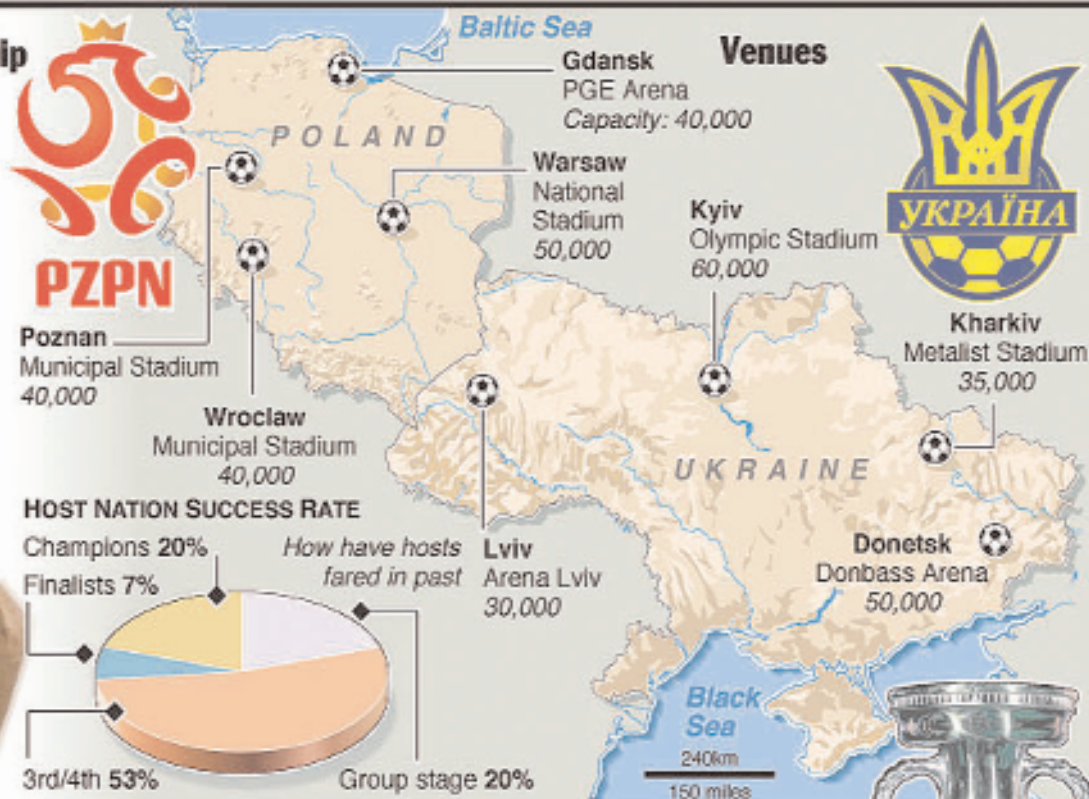 ip
Baltic Sea
Venues
Gdansk
PGE Arena
Capacity: 40,000
POLAND
Warsaw
National
Stadium
50,000
Kyiv
Olympic Stadium
60,000
УКРАЇНА
PZPN
Poznan
Municipal Stadium
40,000
Kharkiv
Metalist Stadium
35,000
Wroclaw
Municipal Stadium
40,000
UKRAINE
HOST NATION SUCCESS RATE
Champions 20%
Finalists 7%
How have hosts
fared in past
Lviv
Arena Lviv
30,000
Donetsk
Donbass Arena
50,000
3rd/4th 53%
Group stage 20%
Black
Sea
240km
150 miles